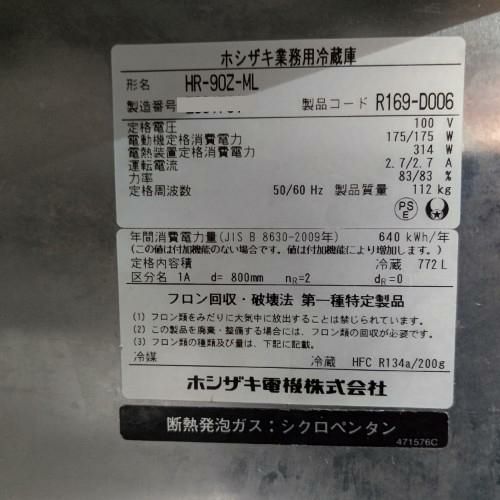 ホシザキ業務用冷蔵庫
形名 HR-90Z-ML
製造番号
製品コード R169-D006
定格電圧 100 V
電動機定格消費電力 175/175 W
電熱装置定格消費電力 314 W
運転電流 2.7/2.7 A
力率 83/83 %
定格周波数 50/60 Hz 製品質量 112 kg
PS
E
年間消費電力量(JIS B 8630-2009年) 640 kWh/年
(この値は付加機能のない場合です。値は付加機能により増加します。)
定格内容積 冷蔵 772 L
区分名 1A d= 800mm nR=2 dR=0
フロン回収・破壊法 第一種特定製品
(1) フロン類をみだりに大気中に放出することは禁じられています。
(2) この製品を廃棄・整備する場合には、フロン類の回収が必要です。
(3) フロン類の種類及び量は、下記に記載。
冷媒 冷蔵 HFC R134a/200g
ホシザキ電機株式会社
断熱発泡ガス：シクロペンタン
471576C